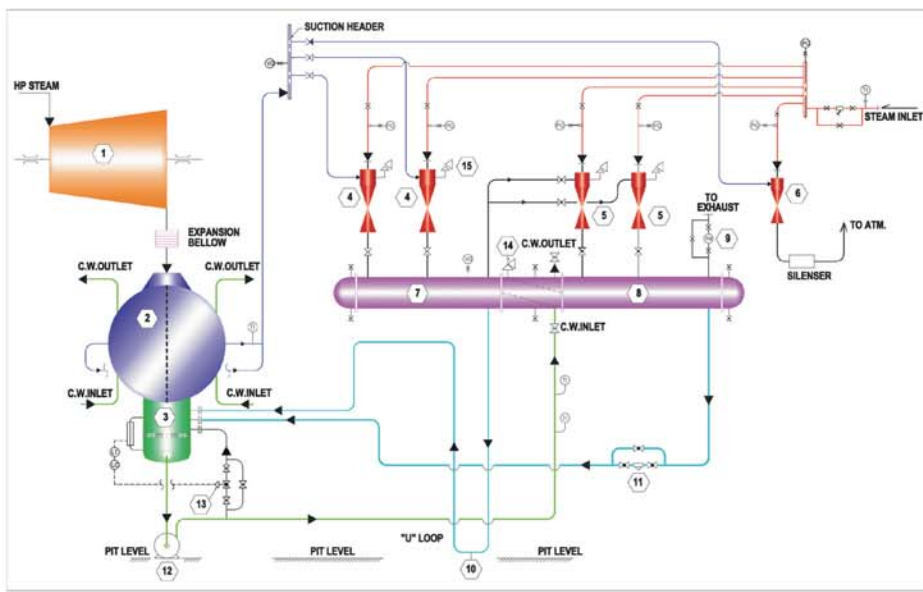 SUCTION HEADER
HP STEAM
STEAM INLET
1
4
15
4
5
5
6
TO
EXHAUST
9
EXPANSION
BELLOW
14
C.W.OUTLET
TO ATM.
SILENSER
C.W.OUTLET
C.W.OUTLET
2
7
8
C.W.INLET
C.W.INLET
C.W.INLET
3
11
13
"U" LOOP
PIT LEVEL
PIT LEVEL
PIT LEVEL
12
10